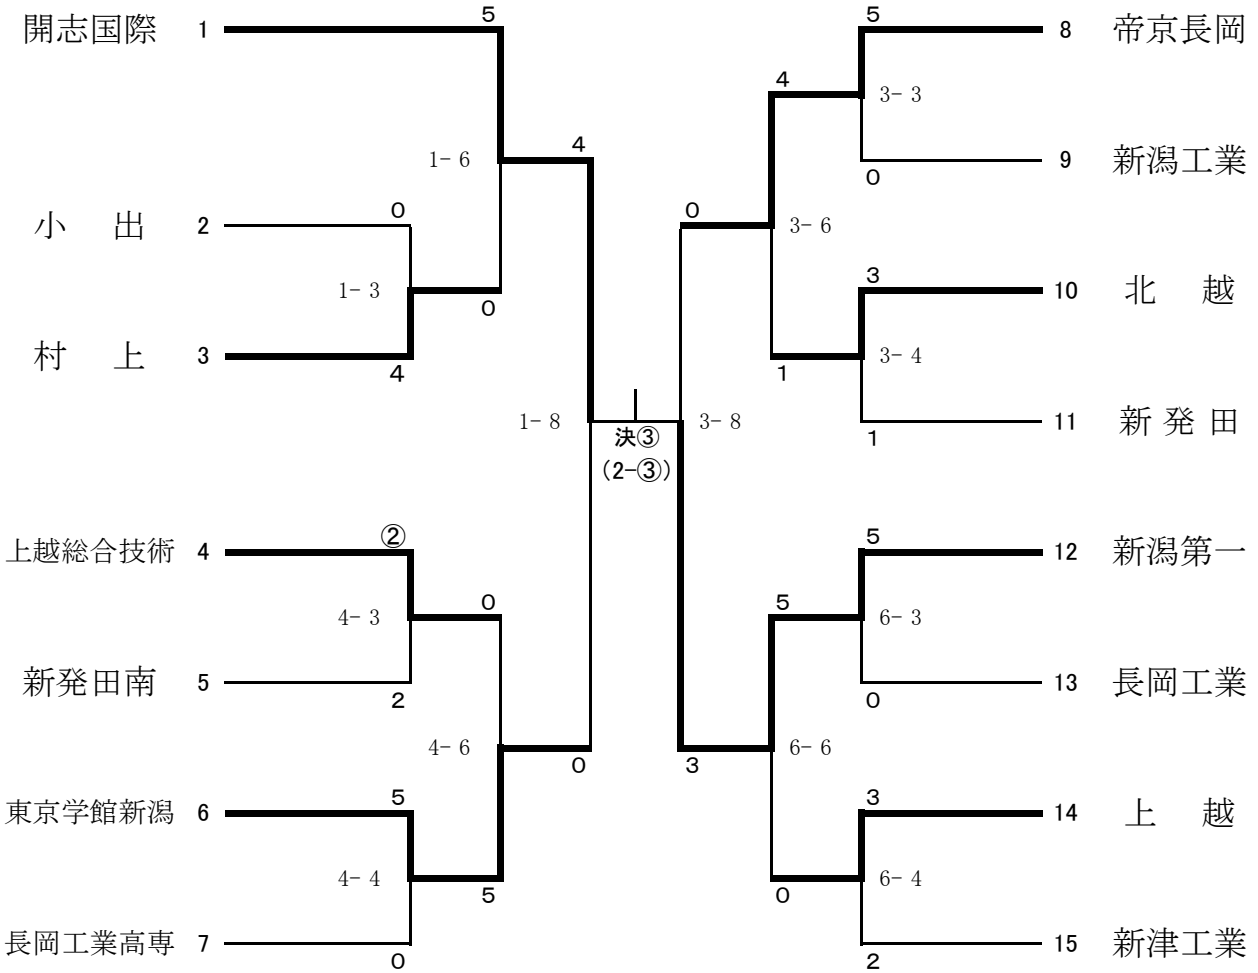 開志国際 1 5 5 8 帝京長岡
4 3-3
1-6 4 9 新潟工業
0
小 出 2 0 0 3-6
1-3 0 3 10 北 越
村 上 3 4 1 3-4
1-8 決③ 3-8 1 11 新発田
(2-③)
上越総合技術 4 ② 5 12 新潟第一
4-3 0 5 6-3
新発田南 5 2 0 13 長岡工業
4-6 0 3 6-6
東京学館新潟 6 5 3 14 上 越
4-4 5 0 6-4
長岡工業高専 7 0 2 15 新津工業